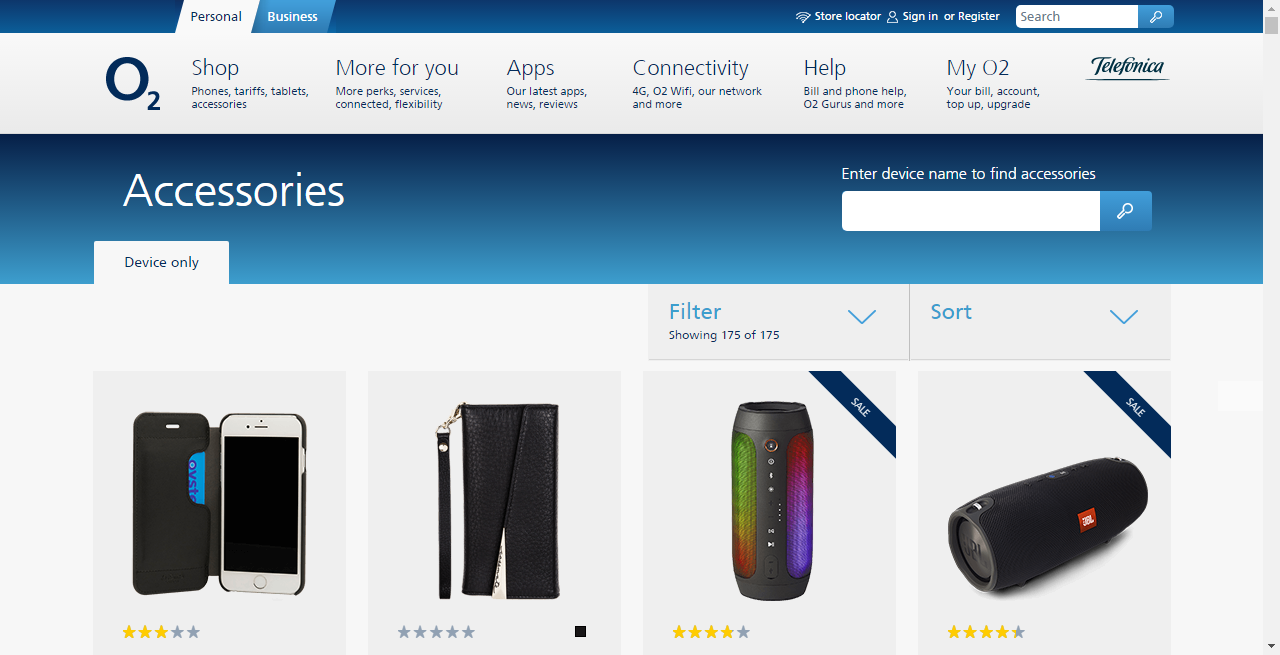 Personal
Business
Store locator
Sign in or Register
Search
O2
Shop
Phones, tariffs, tablets,
accessories
More for you
More perks, services,
connected, flexibility
Apps
Our latest apps,
news, reviews
Connectivity
4G, O2 Wifi, our network
and more
Help
Bill and phone help,
O2 Gurus and more
My O2
Your bill, account,
top up, upgrade
Telefónica
Accessories
Enter device name to find accessories
Device only
Filter
Showing 175 of 175
Sort
SALE
SALE
JBL
JBL